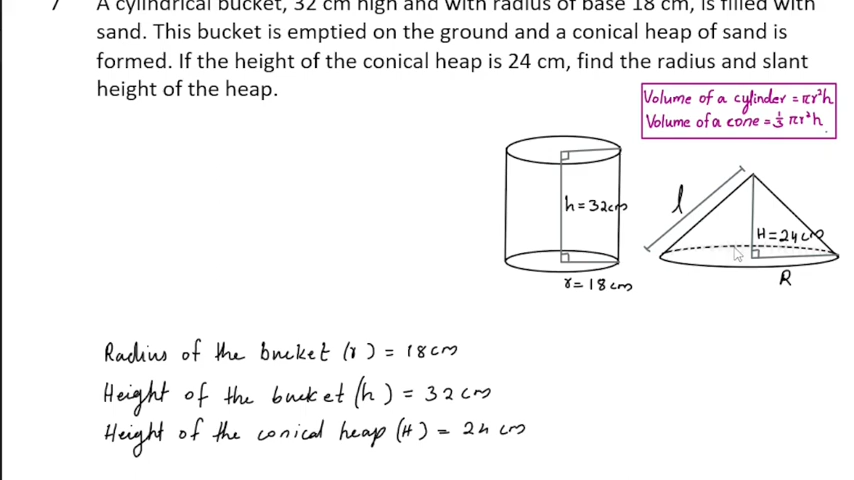 7 A cylindrical bucket, 32 cm high and with radius of base 18 cm, is filled with
sand. This bucket is emptied on the ground and a conical heap of sand is
formed. If the height of the conical heap is 24 cm, find the radius and slant
height of the heap.
Volume of a cylinder = πr²h
Volume of a cone = 1/3 πr²h
h = 32cm
l
H = 24 cm
r = 18 cm
R
Radius of the bucket (r) = 18cm
Height of the bucket (h) = 32 cm
Height of the conical heap (H) = 24 cm